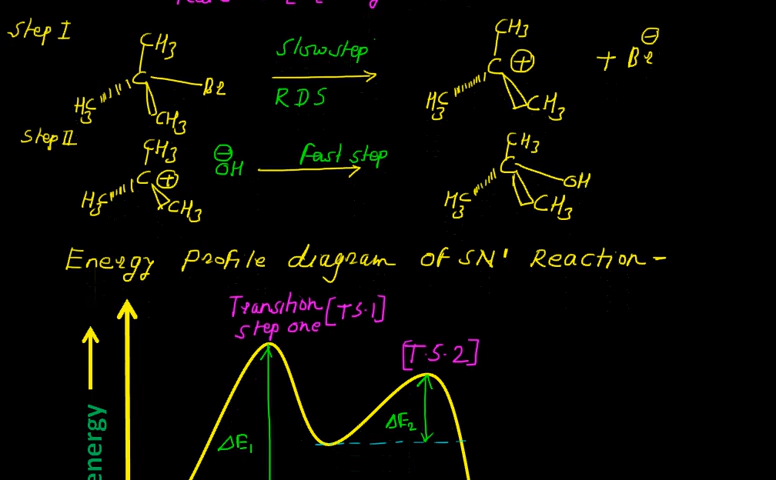 Step I
CH3
C
Br
H3C
CH3
Slow step
RDS
CH3
C ⊕
H3C
CH3
+ Br ⊖
Step II
CH3
C ⊕
H3C
CH3
⊖
OH
Fast step
CH3
C
OH
H3C
CH3
Energy Profile diagram of SN1 Reaction-
Transition [T.S.1]
Step one
[T.S.2]
ΔE1
ΔE2
energy